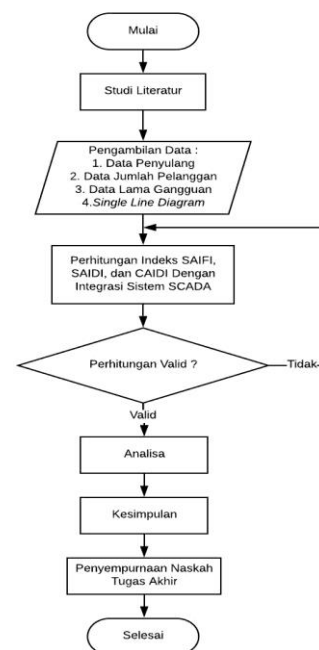 Mulai
Studi Literatur
Pengambilan Data :
1. Data Penyulang
2. Data Jumlah Pelanggan
3. Data Lama Gangguan
4.Single Line Diagram
Perhitungan Indeks SAIFI,
SAIDI, dan CAIDI Dengan
Integrasi Sistem SCADA
Perhitungan Valid ?
Tidak
Valid
Analisa
Kesimpulan
Penyempurnaan Naskah
Tugas Akhir
Selesai